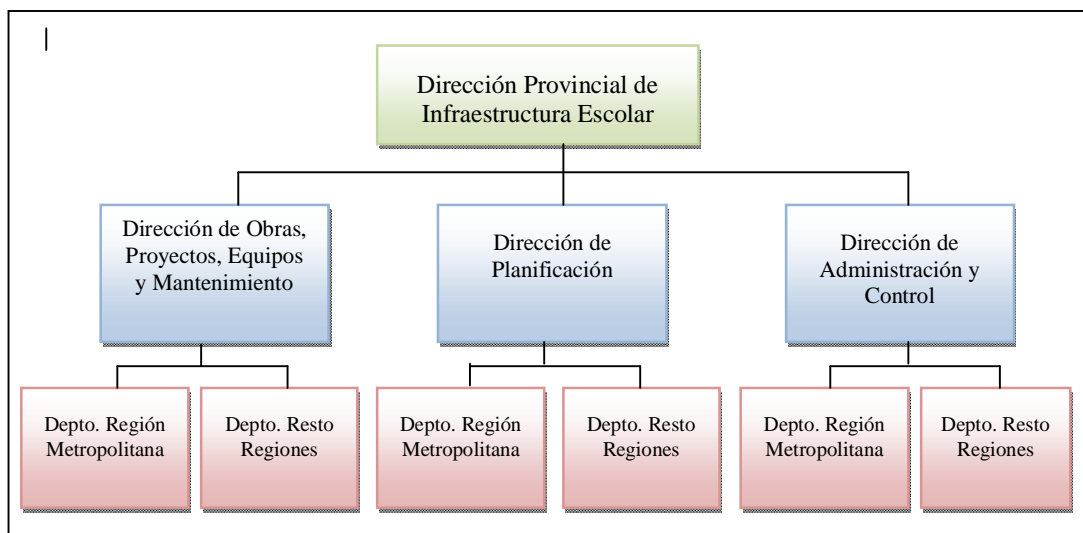 Dirección Provincial de
Infraestructura Escolar
Dirección de Obras,
Proyectos, Equipos
y Mantenimiento
Dirección de
Planificación
Dirección de
Administración y
Control
Depto. Región
Metropolitana
Depto. Resto
Regiones
Depto. Región
Metropolitana
Depto. Resto
Regiones
Depto. Región
Metropolitana
Depto. Resto
Regiones